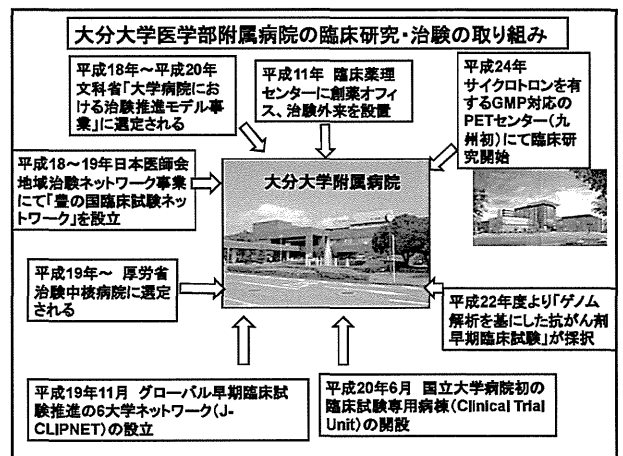 大分大学医学部附属病院の臨床研究・治験の取り組み
平成18年～平成20年
文科省「大学病院にお
ける治験推進モデル事
業」に選定される
平成11年 臨床薬理
センターに創薬オフィ
ス、治験外来を設置
平成24年
サイクロトロンを有
するGMP対応の
PETセンター（九
州初）にて臨床研
究開始
平成18～19年日本医師会
地域治験ネットワーク事業
にて「豊の国臨床試験ネッ
トワーク」を設立
大分大学附属病院
平成19年～ 厚労省
治験中核病院に選定
される
平成22年度より「ゲノム
解析を基にした抗がん剤
早期臨床試験」が採択
平成19年11月 グローバル早期臨床試
験推進の6大学ネットワーク（J-
CLIPNET）の設立
平成20年6月 国立大学病院初の
臨床試験専用病棟（Clinical Trial
Unit）の開設